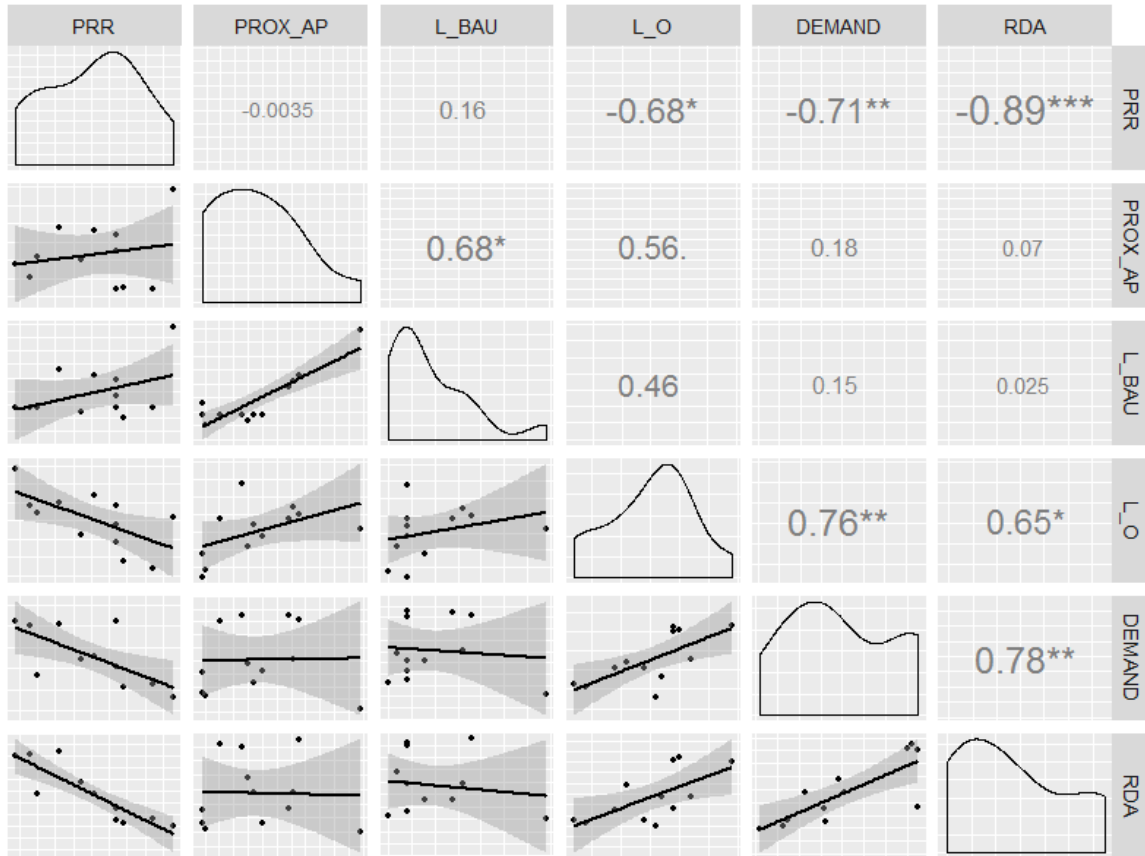 PRR PROX_AP L_BAU L_O DEMAND RDA
-0.0035 0.16 -0.68* -0.71** -0.89*** PRR
0.68* 0.56. 0.18 0.07 PROX_AP
0.46 0.15 0.025 L_BAU
0.76** 0.65* L_O
0.78** DEMAND
RDA